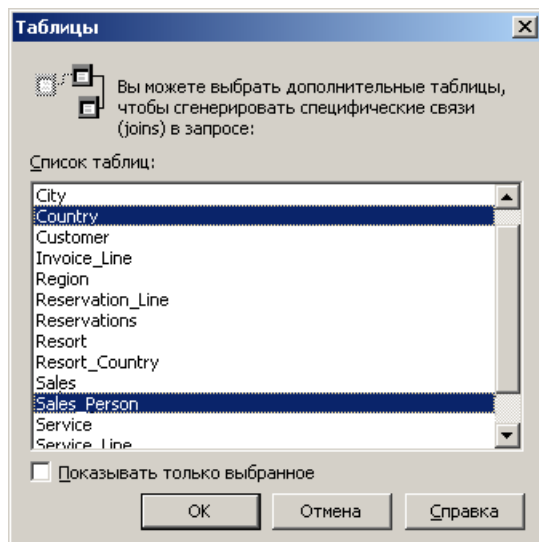 Таблицы
Вы можете выбрать дополнительные таблицы,
чтобы сгенерировать специфические связи
(joins) в запросе:
Список таблиц:
City
Country
Customer
Invoice_Line
Region
Reservation_Line
Reservations
Resort
Resort_Country
Sales
Sales_Person
Service
Service_Line
Показывать только выбранное
OK Отмена Справка